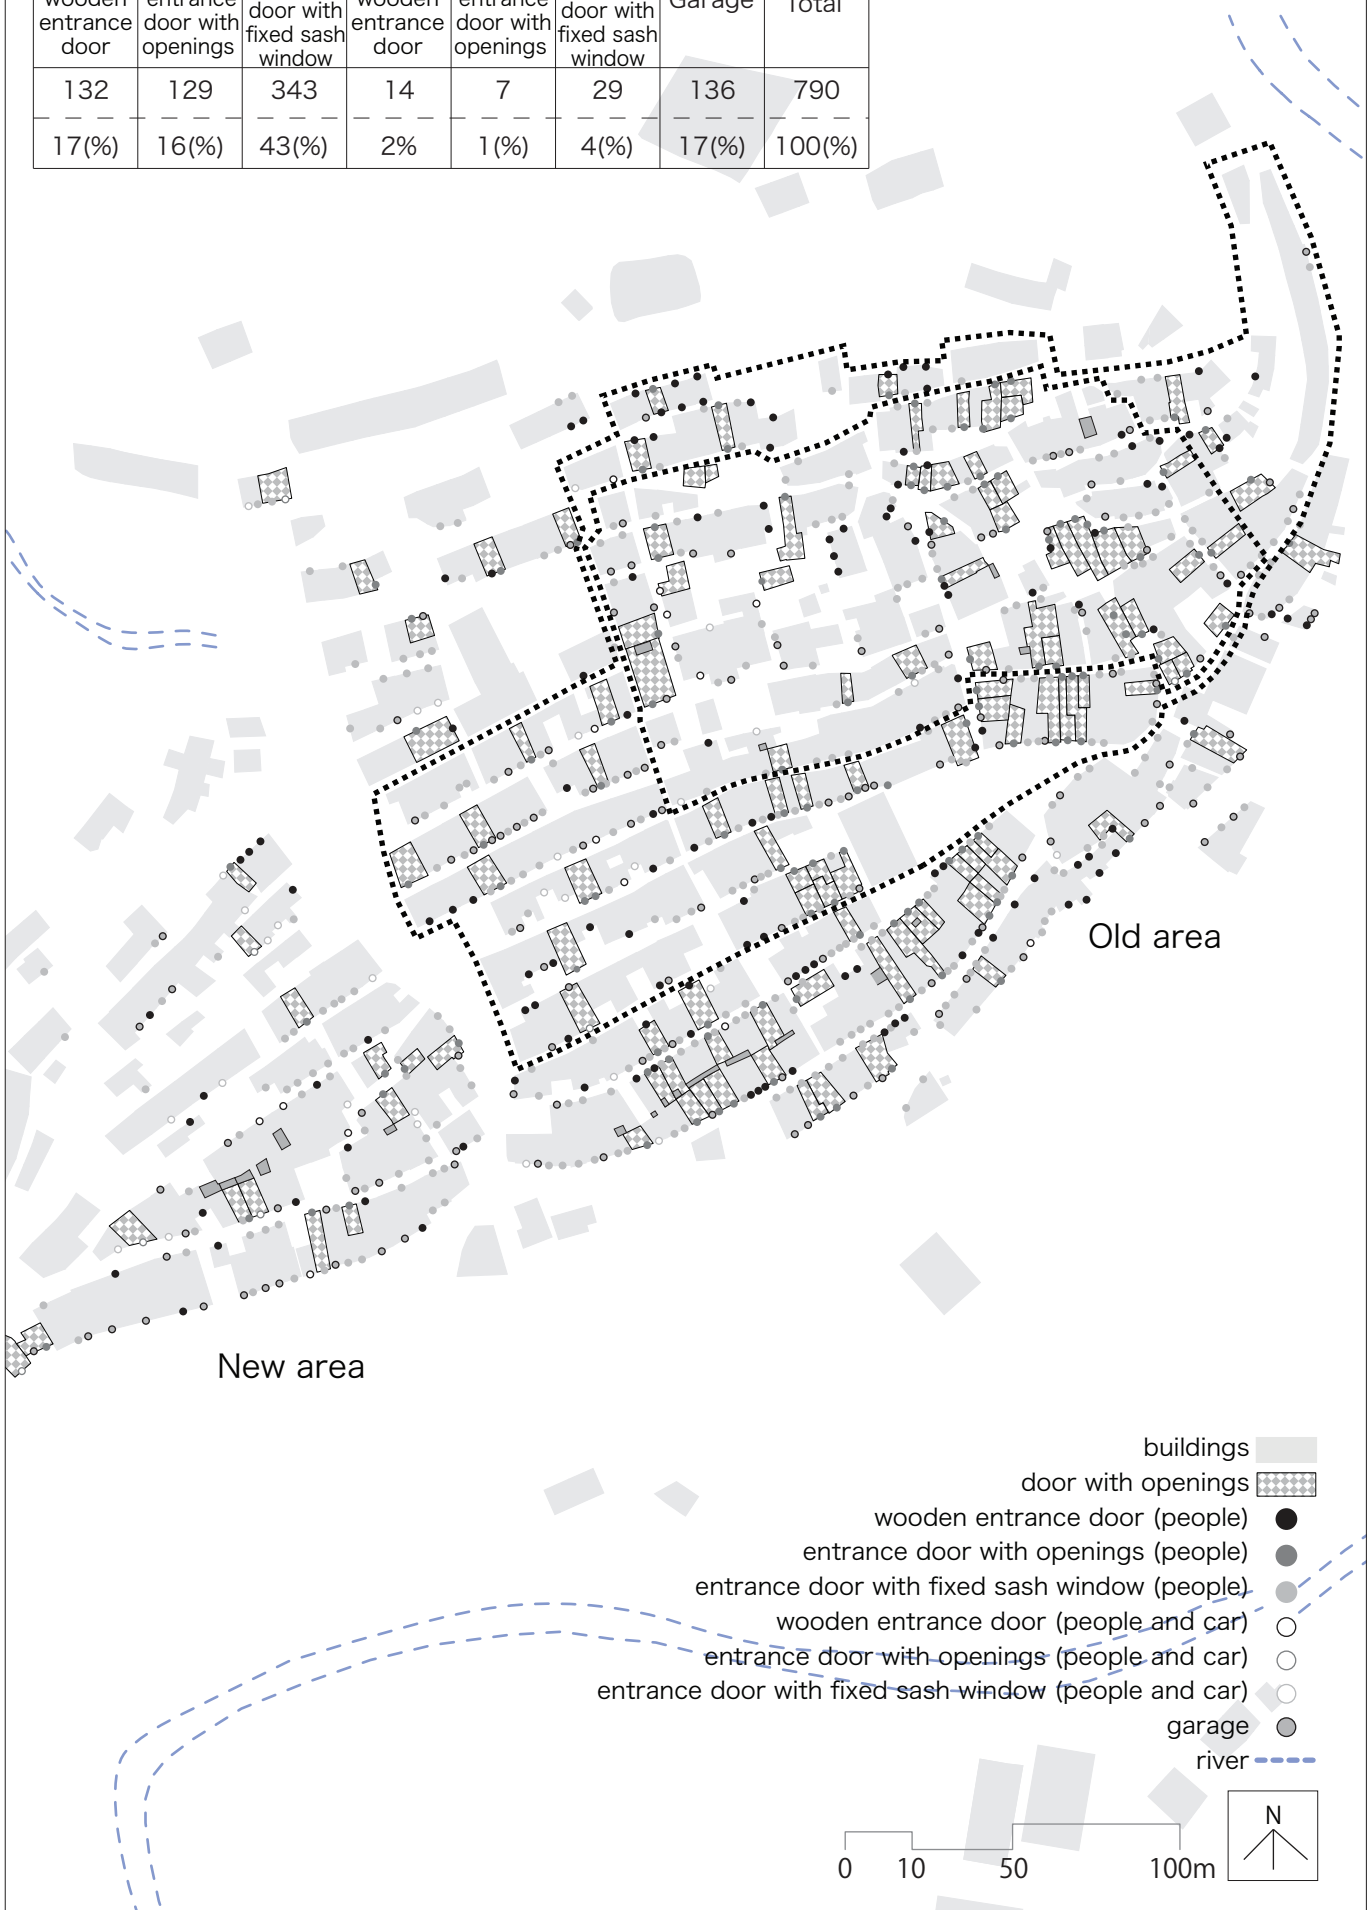 wooden entrance door with wooden entrance door with Garage Total
entrance door with fixed sash entrance door with fixed sash
door openings window door openings window
132 129 343 14 7 29 136 790
17(%) 16(%) 43(%) 2% 1(%) 4(%) 17(%) 100(%)
Old area
New area
buildings
door with openings
wooden entrance door (people)
entrance door with openings (people)
entrance door with fixed sash window (people)
wooden entrance door (people and car)
entrance door with openings (people and car)
entrance door with fixed sash window (people and car)
garage
river
N
0 10 50 100m